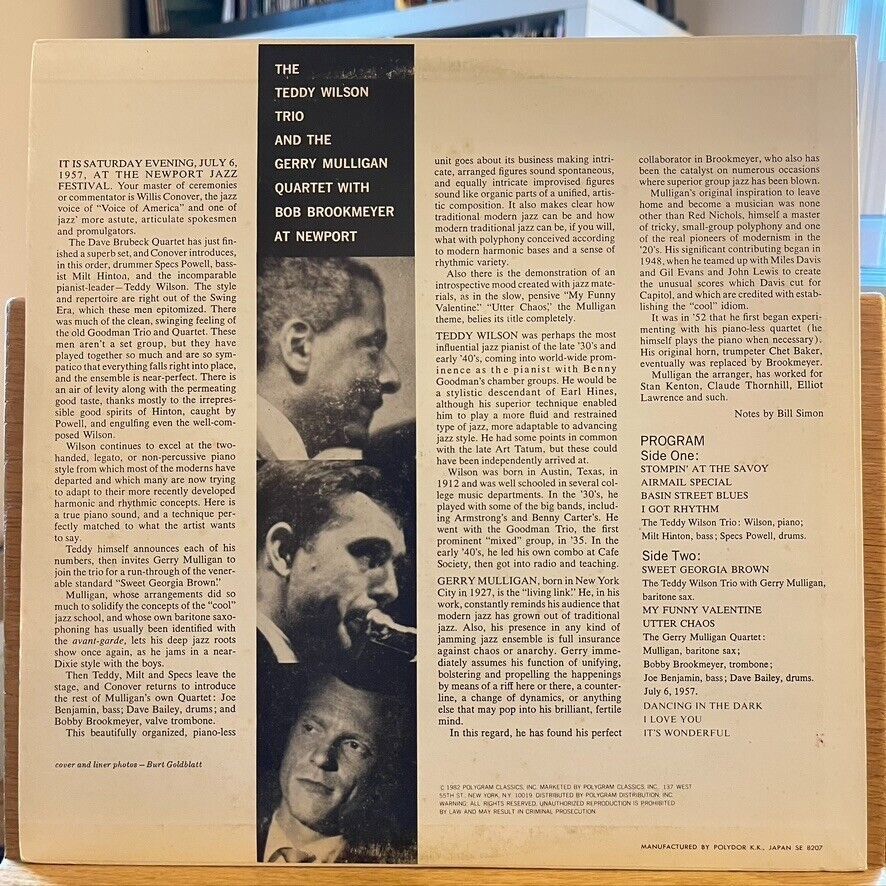 THE
TEDDY WILSON
TRIO
AND THE
GERRY MULLIGAN
QUARTET WITH
BOB BROOKMEYER
AT NEWPORT
IT IS SATURDAY EVENING, JULY 6,
1957, AT THE NEWPORT JAZZ
FESTIVAL. Your master of ceremonies
or commentator is Willis Conover, the jazz
voice of "Voice of America" and one of
jazz' more astute, articulate spokesmen
and promulgators.
The Dave Brubeck Quartet has just fin-
ished a superb set, and Conover introduces,
in this order, drummer Specs Powell, bass-
ist Milt Hinton, and the incomparable
pianist-leader—Teddy Wilson. The style
and repertoire are right out of the Swing
Era, which these men epitomized. There
was much of the clean, swinging feeling of
the old Goodman Trio and Quartet. These
men aren't a set group, but they have
played together so much and are so sym-
patico that everything falls right into place,
and the ensemble is near-perfect. There is
an air of levity along with the permeating
good taste, thanks mostly to the irrepres-
sible good spirits of Hinton, caught by
Powell, and engulfing even the well-com-
posed Wilson.
Wilson continues to excel at the two-
handed, legato, or non-percussive piano
style from which most of the moderns have
departed and which many are now trying
to adapt to their more recently developed
harmonic and rhythmic concepts. Here is
a true piano sound, and a technique per-
fectly matched to what the artist wants
to say.
Teddy himself announces each of his
numbers, then invites Gerry Mulligan to
join the trio for a run-through of the vener-
able standard "Sweet Georgia Brown."
Mulligan, whose arrangements did so
much to solidify the concepts of the "cool"
jazz school, and whose own baritone saxo-
phoning has usually been identified with
the avant-garde, lets his deep jazz roots
show once again, as he jams in a near-
Dixie style with the boys.
Then Teddy, Milt and Specs leave the
stage, and Conover returns to introduce
the rest of Mulligan's own Quartet: Joe
Benjamin, bass; Dave Bailey, drums; and
Bobby Brookmeyer, valve trombone.
This beautifully organized, piano-less
cover and liner photos – Burt Goldblatt
unit goes about its business making intri-
cate, arranged figures sound spontaneous,
and equally intricate improvised figures
sound like organic parts of a unified, artis-
tic composition. It also makes clear how
traditional modern jazz can be and how
modern traditional jazz can be, if you will,
what with polyphony conceived according
to modern harmonic bases and a sense of
rhythmic variety.
Also there is the demonstration of an
introspective mood created with jazz mate-
rials, as in the slow, pensive "My Funny
Valentine." "Utter Chaos," the Mulligan
theme, belies its title completely.
TEDDY WILSON was perhaps the most
influential jazz pianist of the late '30's and
early '40's, coming into world-wide prom-
inence as the pianist with Benny
Goodman's chamber groups. He would be
a stylistic descendant of Earl Hines,
although his superior technique enabled
him to play a more fluid and restrained
type of jazz, more adaptable to advancing
jazz style. He had some points in common
with the late Art Tatum, but these could
have been independently arrived at.
Wilson was born in Austin, Texas, in
1912 and was well schooled in several col-
lege music departments. In the '30's, he
played with some of the big bands, includ-
ing Armstrong's and Benny Carter's. He
went with the Goodman Trio, the first
prominent "mixed" group, in '35. In the
early '40's, he led his own combo at Cafe
Society, then got into radio and teaching.
GERRY MULLIGAN, born in New York
City in 1927, is the "living link." He, in his
work, constantly reminds his audience that
modern jazz has grown out of traditional
jazz. Also, his presence in any kind of
jamming jazz ensemble is full insurance
against chaos or anarchy. Gerry imme-
diately assumes his function of unifying,
bolstering and propelling the happenings
by means of a riff here or there, a counter-
line, a change of dynamics, or anything
else that may pop into his brilliant, fertile
mind.
In this regard, he has found his perfect
collaborator in Brookmeyer, who also has
been the catalyst on numerous occasions
where superior group jazz has been blown.
Mulligan's original inspiration to leave
home and become a musician was none
other than Red Nichols, himself a master
of tricky, small-group polyphony and one
of the real pioneers of modernism in the
'20's. His significant contributing began in
1948, when he teamed up with Miles Davis
and Gil Evans and John Lewis to create
the unusual scores which Davis cut for
Capitol, and which are credited with estab-
lishing the "cool" idiom.
It was in '52 that he first began experi-
menting with his piano-less quartet (he
himself plays the piano when necessary).
His original horn, trumpeter Chet Baker,
eventually was replaced by Brookmeyer.
Mulligan the arranger, has worked for
Stan Kenton, Claude Thornhill, Elliot
Lawrence and such.
Notes by Bill Simon
PROGRAM
Side One:
STOMPIN' AT THE SAVOY
AIRMAIL SPECIAL
BASIN STREET BLUES
I GOT RHYTHM
The Teddy Wilson Trio: Wilson, piano;
Milt Hinton, bass; Specs Powell, drums.
Side Two:
SWEET GEORGIA BROWN
The Teddy Wilson Trio with Gerry Mulligan,
baritone sax.
MY FUNNY VALENTINE
UTTER CHAOS
The Gerry Mulligan Quartet:
Mulligan, baritone sax;
Bobby Brookmeyer, trombone;
Joe Benjamin, bass; Dave Bailey, drums.
July 6, 1957.
DANCING IN THE DARK
I LOVE YOU
IT'S WONDERFUL
© 1982 POLYGRAM CLASSICS, INC. MARKETED BY POLYGRAM CLASSICS, INC. 137 WEST
55TH ST., NEW YORK, N.Y. 10019. DISTRIBUTED BY POLYGRAM DISTRIBUTION, INC.
WARNING: ALL RIGHTS RESERVED. UNAUTHORIZED REPRODUCTION IS PROHIBITED
BY LAW AND MAY RESULT IN CRIMINAL PROSECUTION.
MANUFACTURED BY POLYDOR K.K., JAPAN SE 8207